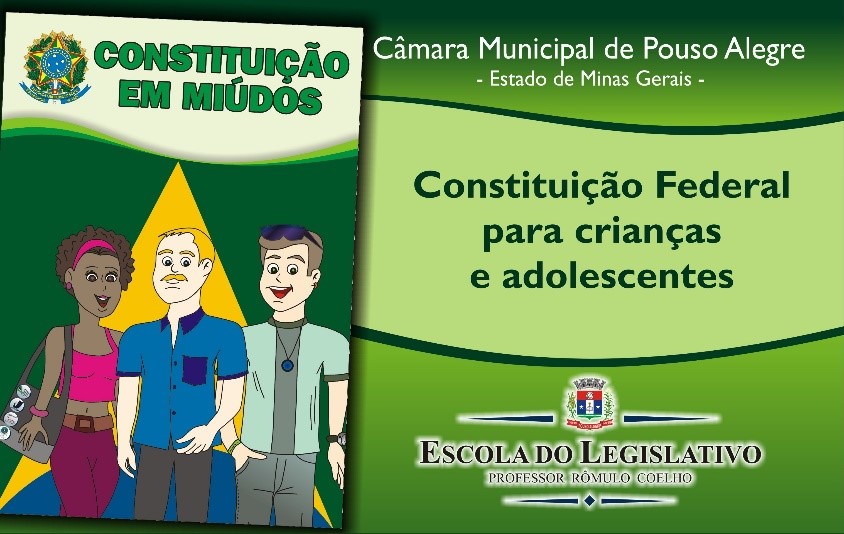 CONSTITUIÇÃO
EM MIÚDOS
Câmara Municipal de Pouso Alegre
- Estado de Minas Gerais -
Constituição Federal
para crianças
e adolescentes
ESCOLA DO LEGISLATIVO
PROFESSOR RÔMULO COELHO